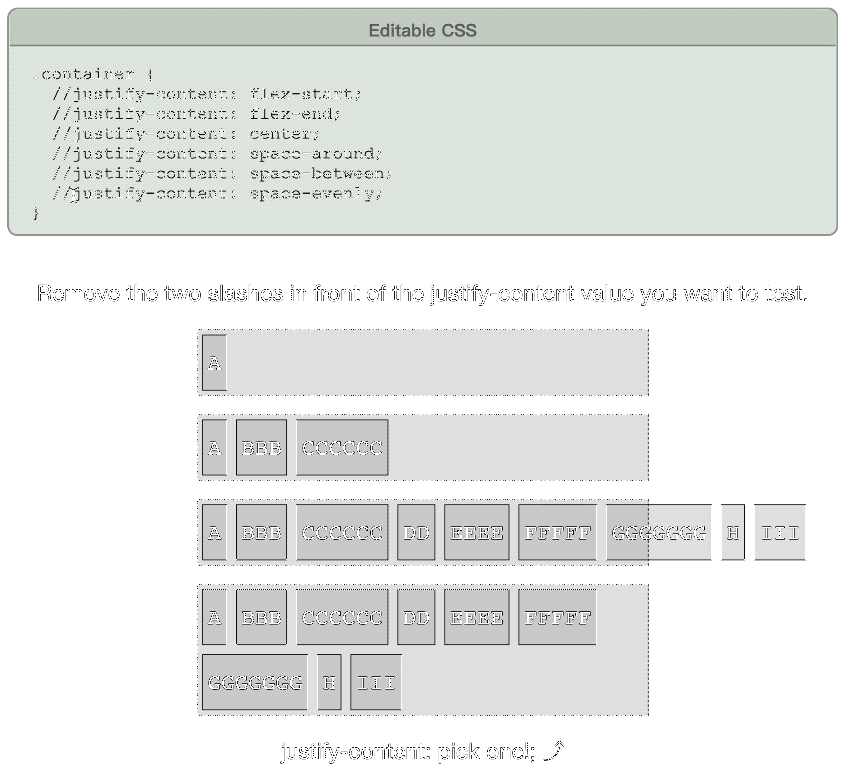 Editable CSS
.container {
//justify-content: flex-start;
//justify-content: flex-end;
//justify-content: center;
//justify-content: space-around;
//justify-content: space-between;
//justify-content: space-evenly;
}
Remove the two slashes in front of the justify-content value you want to test.
A
A BBB CCCCCC
A BBB CCCCCC DD EEEE FFFFF GGGGGGG H III
A BBB CCCCCC DD EEEE FFFFF
GGGGGGG H III
justify-content: pick one!; ⤴